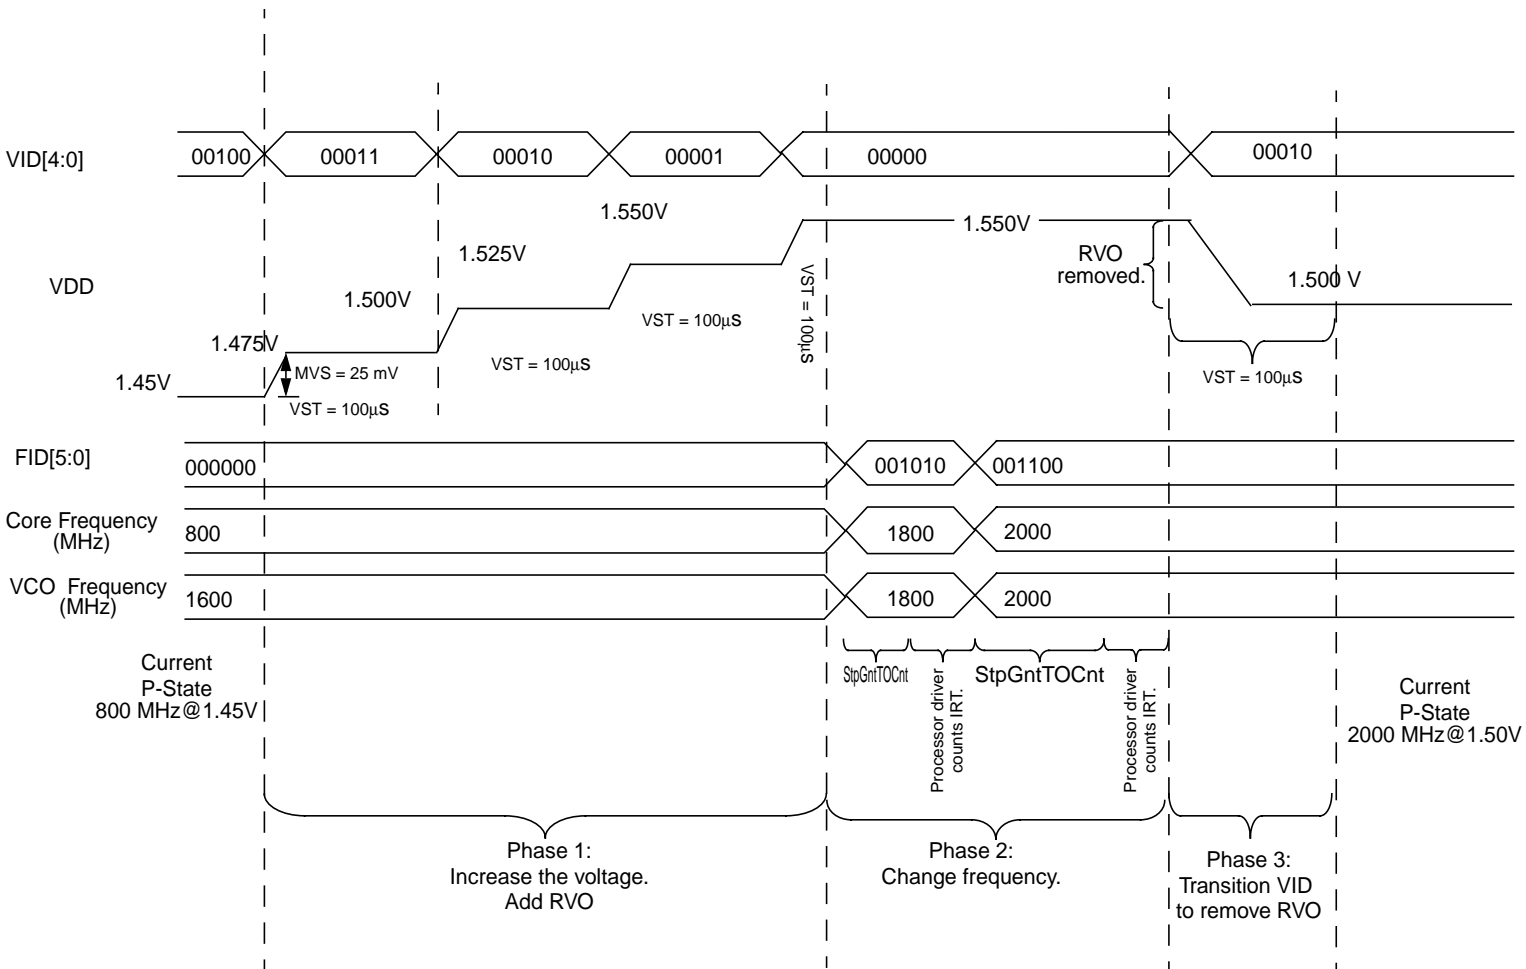 VID[4:0]
00100
00011
00010
00001
00000
00010
VDD
1.45V
1.475V
1.500V
1.525V
1.550V
1.550V
RVO
removed.
1.500 V
MVS = 25 mV
VST = 100µs
VST = 100µs
VST = 100µs
VST = 100µs
VST = 100µs
FID[5:0]
000000
001010
001100
Core Frequency
(MHz)
800
1800
2000
VCO Frequency
(MHz)
1600
1800
2000
StpGntTOCnt
Processor driver
counts IRT.
StpGntTOCnt
Processor driver
counts IRT.
Current
P-State
800 MHz@1.45V
Current
P-State
2000 MHz@1.50V
Phase 1:
Increase the voltage.
Add RVO
Phase 2:
Change frequency.
Phase 3:
Transition VID
to remove RVO